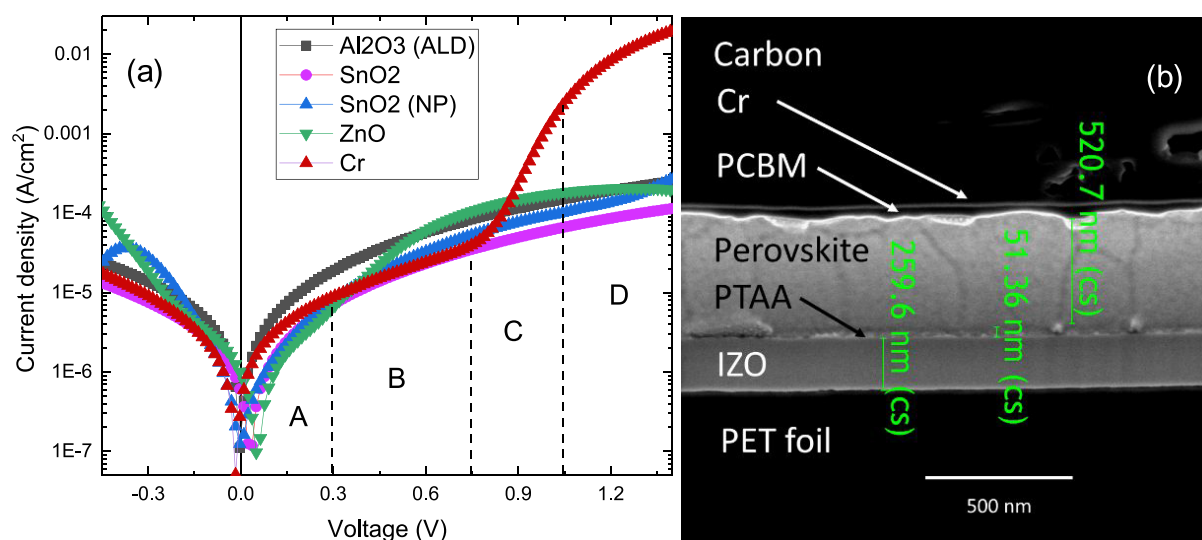 (a)
Al2O3 (ALD)
SnO2
SnO2 (NP)
ZnO
Cr
Current density (A/cm²)
0.01
0.001
1E-4
1E-5
1E-6
1E-7
A
B
C
D
-0.3
0.0
0.3
0.6
0.9
1.2
Voltage (V)
(b)
Carbon
Cr
PCBM
Perovskite
PTAA
IZO
PET foil
520.7 nm (cs)
51.36 nm (cs)
259.6 nm (cs)
500 nm